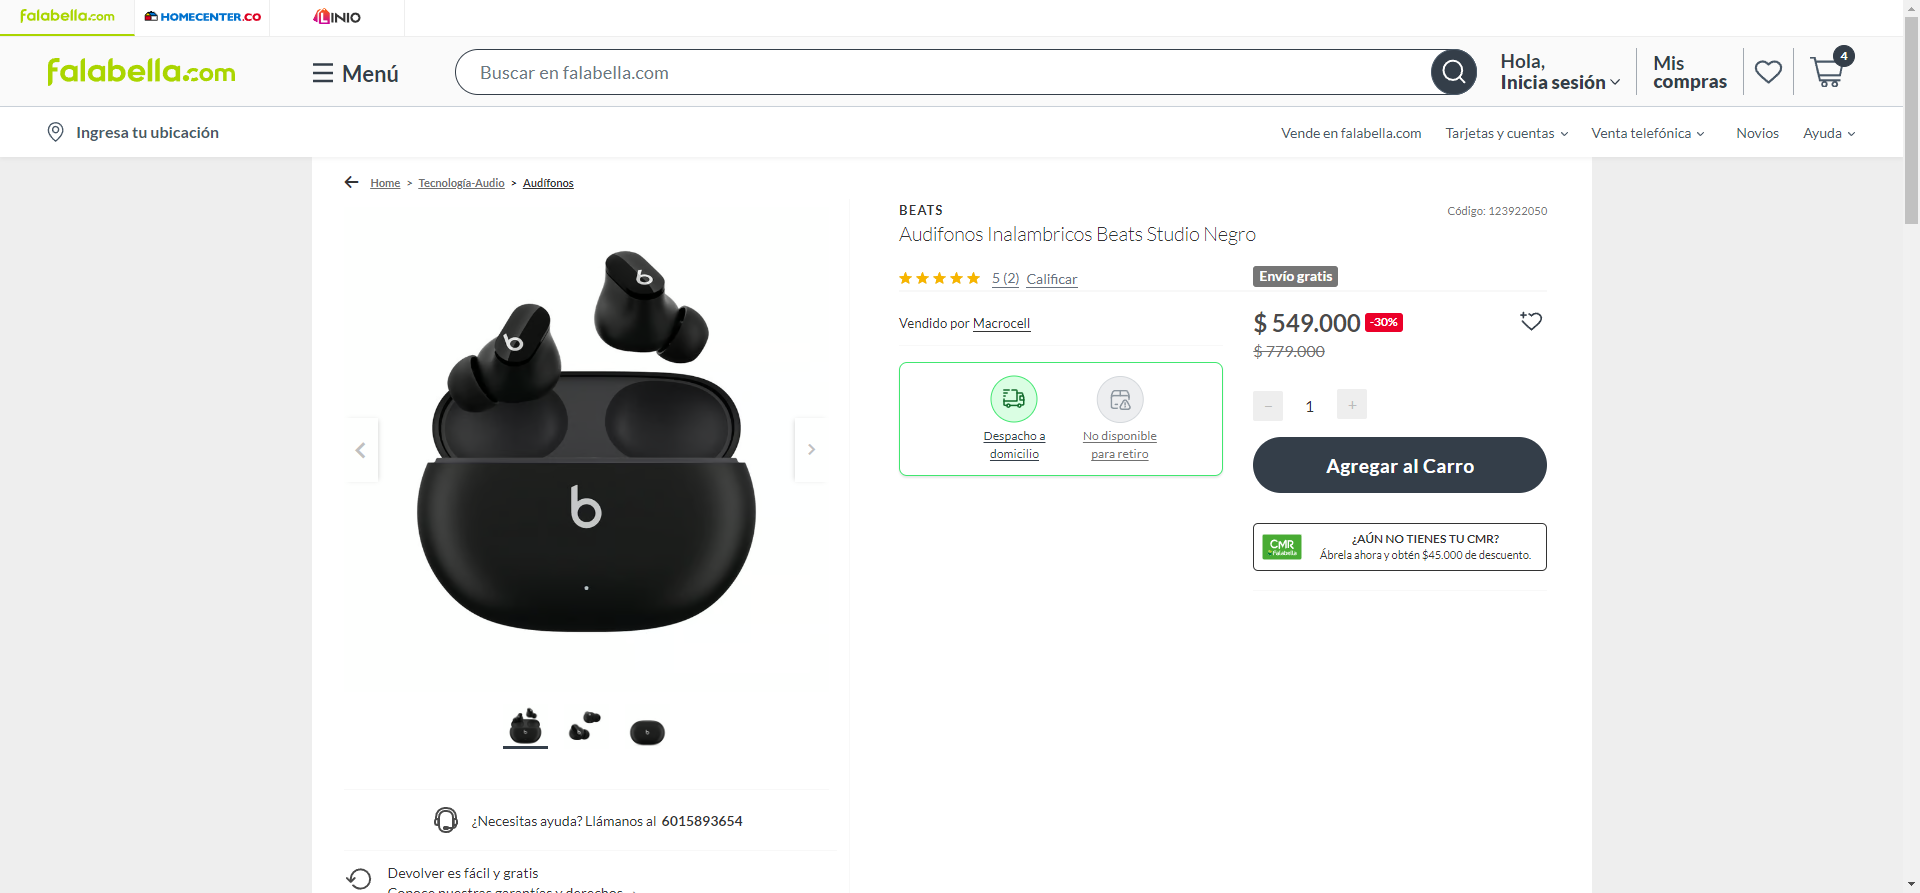 falabella.com
HOMECENTER.CO
LINIO
falabella.com
Menú
Buscar en falabella.com
Hola,
Inicia sesión
Mis
compras
4
Ingresa tu ubicación
Vende en falabella.com
Tarjetas y cuentas
Venta telefónica
Novios
Ayuda
Home > Tecnología-Audio > Audífonos
BEATS
Código: 123922050
Audifonos Inalambricos Beats Studio Negro
5 (2) Calificar
Envío gratis
Vendido por Macrocell
$ 549.000 -30%
$ 779.000
Despacho a
domicilio
No disponible
para retiro
− 1 +
Agregar al Carro
CMR
Falabella
¿AÚN NO TIENES TU CMR?
Ábrela ahora y obtén $45.000 de descuento.
¿Necesitas ayuda? Llámanos al 6015893654
Devolver es fácil y gratis
Conoce nuestras garantías y derechos